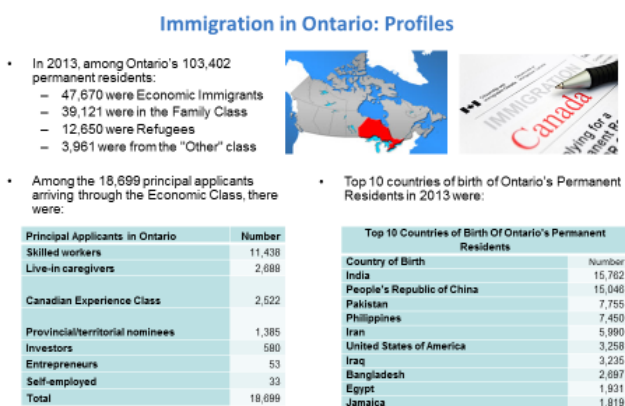 Immigration in Ontario: Profiles
• In 2013, among Ontario's 103,402
permanent residents:
– 47,670 were Economic Immigrants
– 39,121 were in the Family Class
– 12,650 were Refugees
– 3,961 were from the "Other" class
IMMIGRATION
Canada
• Among the 18,699 principal applicants
arriving through the Economic Class, there
were:
Principal Applicants in Ontario Number
Skilled workers 11,438
Live-in caregivers 2,688
Canadian Experience Class 2,522
Provincial/territorial nominees 1,385
Investors 580
Entrepreneurs 53
Self-employed 33
Total 18,699
• Top 10 countries of birth of Ontario's Permanent
Residents in 2013 were:
Top 10 Countries of Birth Of Ontario's Permanent
Residents
Country of Birth Number
India 15,762
People's Republic of China 15,046
Pakistan 7,755
Philippines 7,450
Iran 5,990
United States of America 3,258
Iraq 3,235
Bangladesh 2,697
Egypt 1,931
Jamaica 1,819